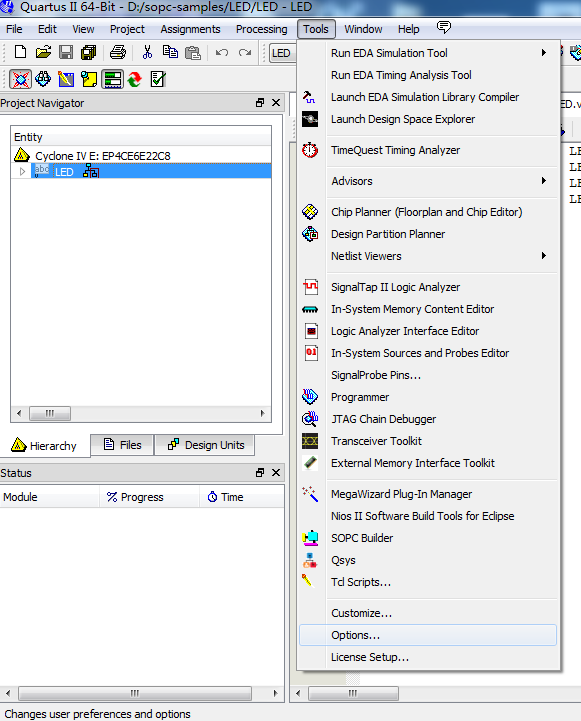 Quartus II 64-Bit - D:/sopc-samples/LED/LED - LED
File Edit View Project Assignments Processing Tools Window Help
LED
Project Navigator
Entity
Cyclone IV E: EP4CE6E22C8
abc LED
Hierarchy Files Design Units
Status
Module % Progress Time
Run EDA Simulation Tool
Run EDA Timing Analysis Tool
Launch EDA Simulation Library Compiler
Launch Design Space Explorer
TimeQuest Timing Analyzer
Advisors
Chip Planner (Floorplan and Chip Editor)
Design Partition Planner
Netlist Viewers
SignalTap II Logic Analyzer
In-System Memory Content Editor
Logic Analyzer Interface Editor
In-System Sources and Probes Editor
SignalProbe Pins...
Programmer
JTAG Chain Debugger
Transceiver Toolkit
External Memory Interface Toolkit
MegaWizard Plug-In Manager
Nios II Software Build Tools for Eclipse
SOPC Builder
Qsys
Tcl Scripts...
Customize...
Options...
License Setup...
ED.v
LE
LE
LE
LE
Changes user preferences and options